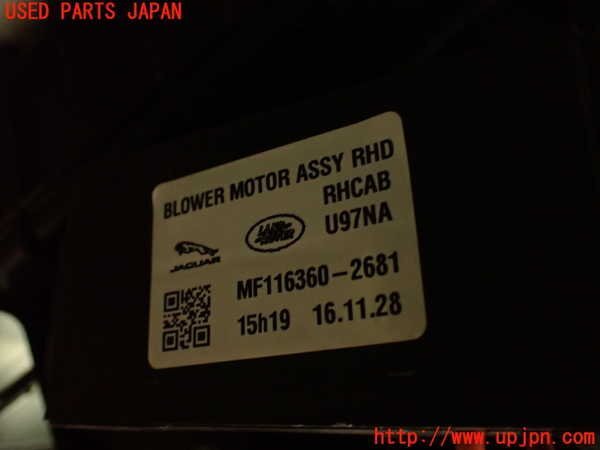 USED PARTS JAPAN
BLOWER MOTOR ASSY RHD
RHCAB
U97NA
JAGUAR
LAND
ROVER
MF116360-2681
15h19 16.11.28
http://www.upjpn.com/